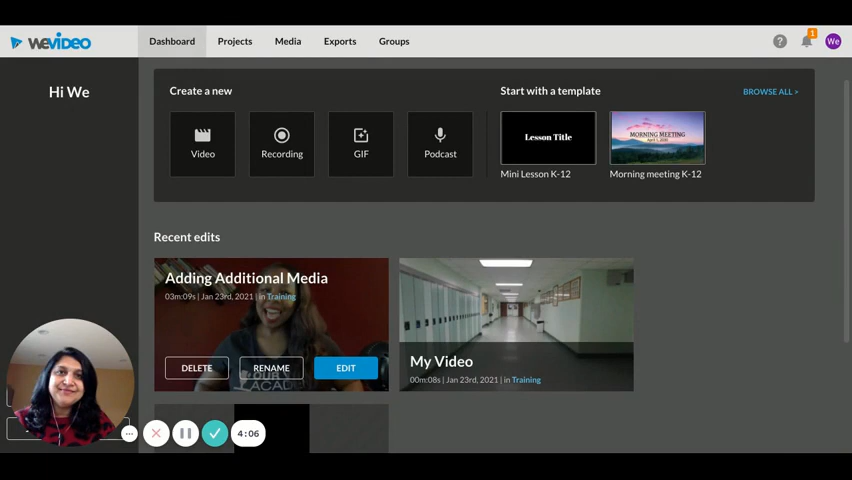 WEVIDEO
Dashboard
Projects
Media
Exports
Groups
?
1
We
Hi We
Create a new
Start with a template
BROWSE ALL >
Video
Recording
GIF
Podcast
Lesson Title
MORNING MEETING
Mini Lesson K-12
Morning meeting K-12
Recent edits
Adding Additional Media
03m:09s | Jan 23rd, 2021 | in Training
DELETE
RENAME
EDIT
My Video
00m:08s | Jan 23rd, 2021 | in Training
4:06